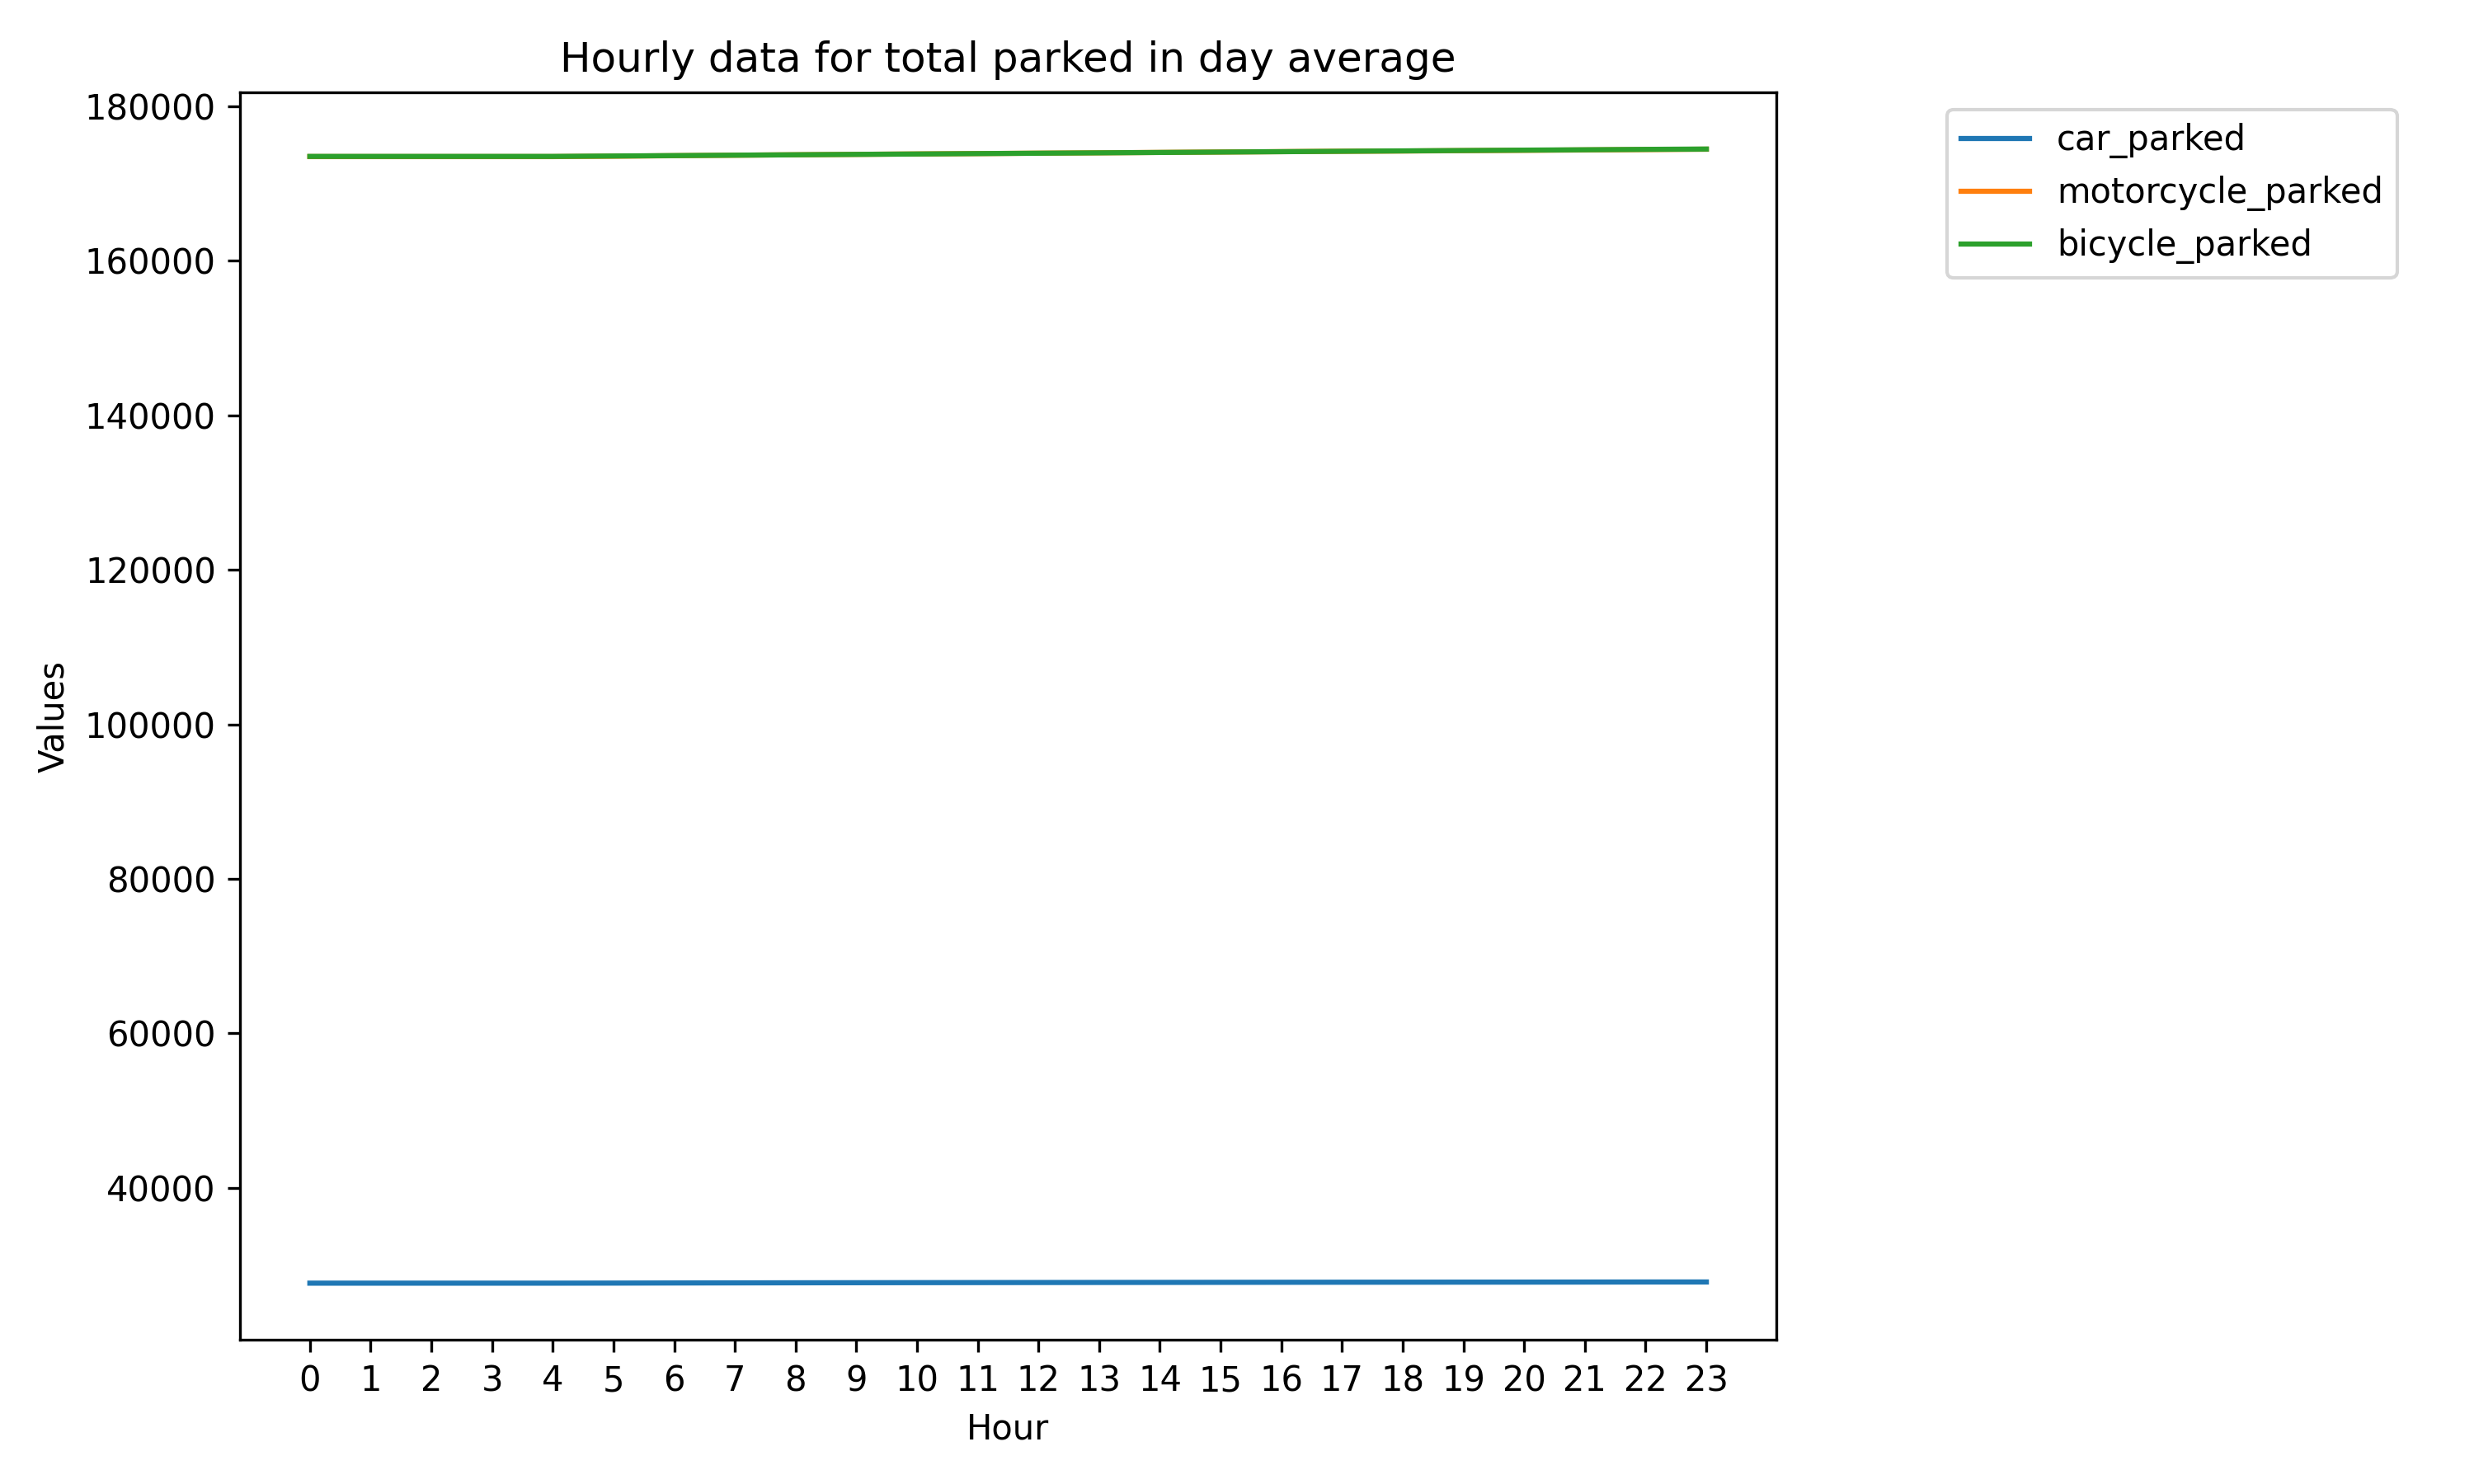 Hourly data for total parked in day average
180000
160000
140000
120000
100000
80000
60000
40000
Values
0 1 2 3 4 5 6 7 8 9 10 11 12 13 14 15 16 17 18 19 20 21 22 23
Hour
car_parked
motorcycle_parked
bicycle_parked